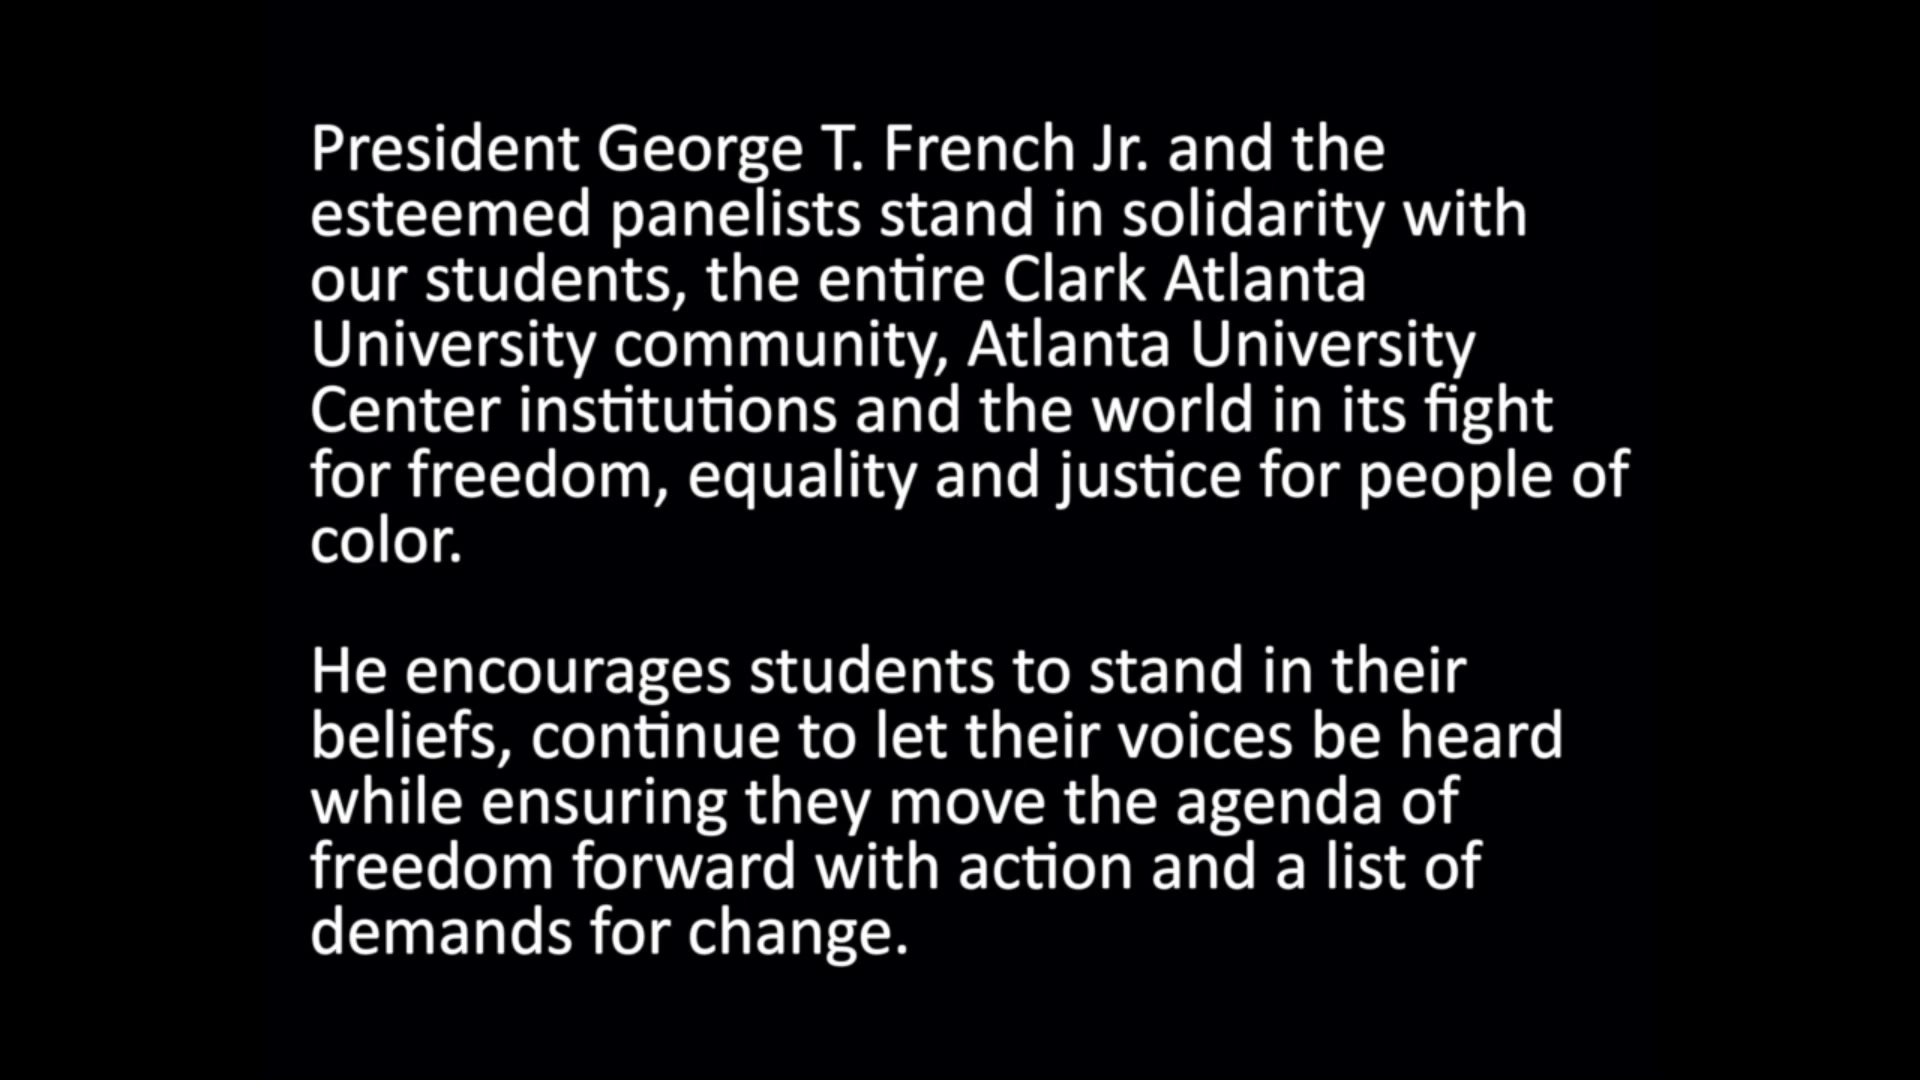 President George T. French Jr. and the
esteemed panelists stand in solidarity with
our students, the entire Clark Atlanta
University community, Atlanta University
Center institutions and the world in its fight
for freedom, equality and justice for people of
color.
He encourages students to stand in their
beliefs, continue to let their voices be heard
while ensuring they move the agenda of
freedom forward with action and a list of
demands for change.